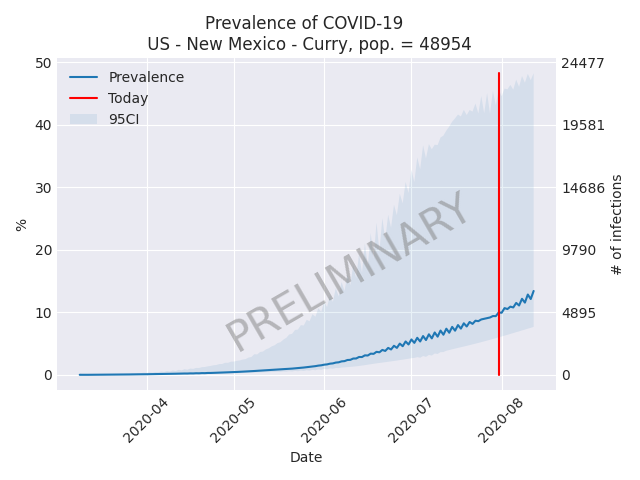 Prevalence of COVID-19
US - New Mexico - Curry, pop. = 48954
Prevalence
Today
95CI
50
40
30
20
10
0
%
24477
19581
14686
9790
4895
0
# of infections
PRELIMINARY
2020-04
2020-05
2020-06
2020-07
2020-08
Date